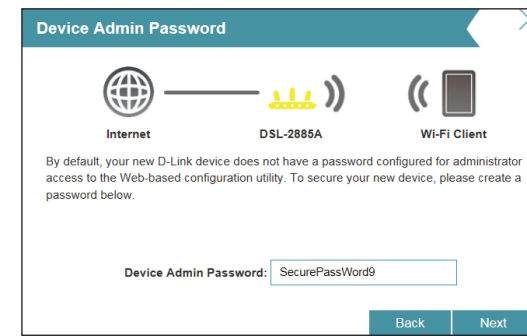 Device Admin Password
Internet
DSL-2885A
Wi-Fi Client
By default, your new D-Link device does not have a password configured for administrator
access to the Web-based configuration utility. To secure your new device, please create a
password below.
Device Admin Password: SecurePassWord9
Back Next